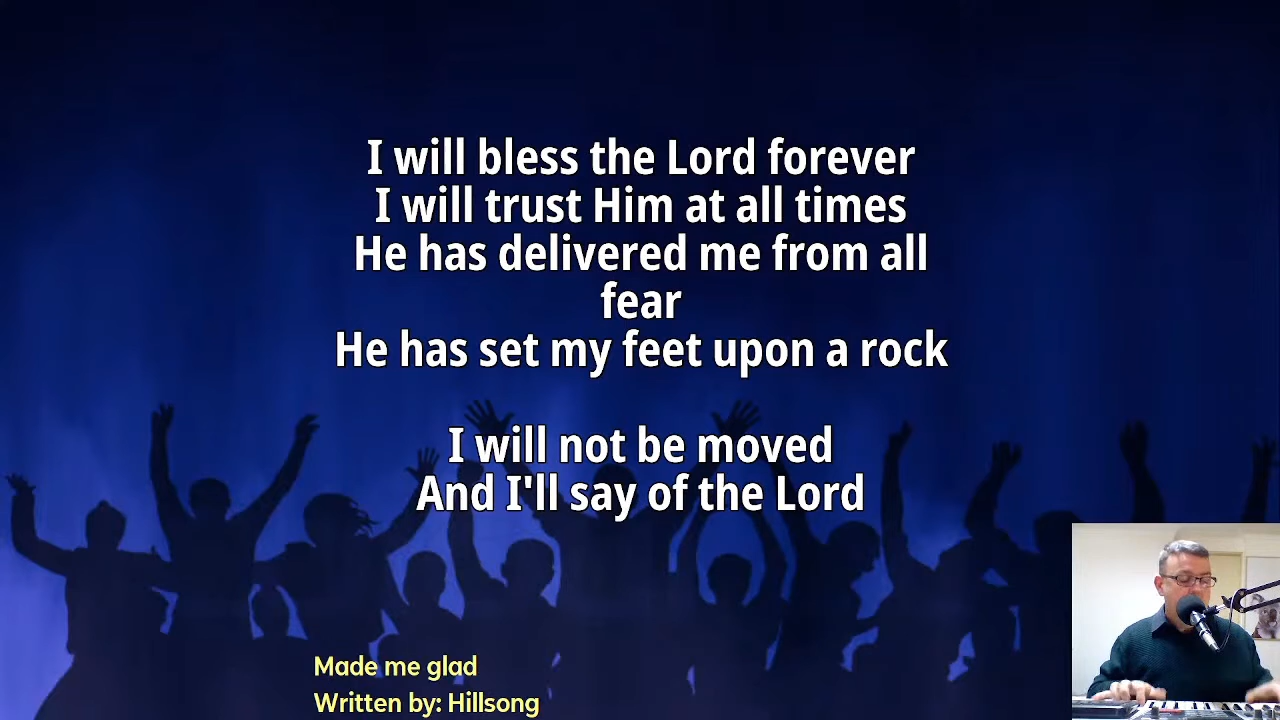 I will bless the Lord forever
I will trust Him at all times
He has delivered me from all
fear
He has set my feet upon a rock
I will not be moved
And I'll say of the Lord
Made me glad
Written by: Hillsong